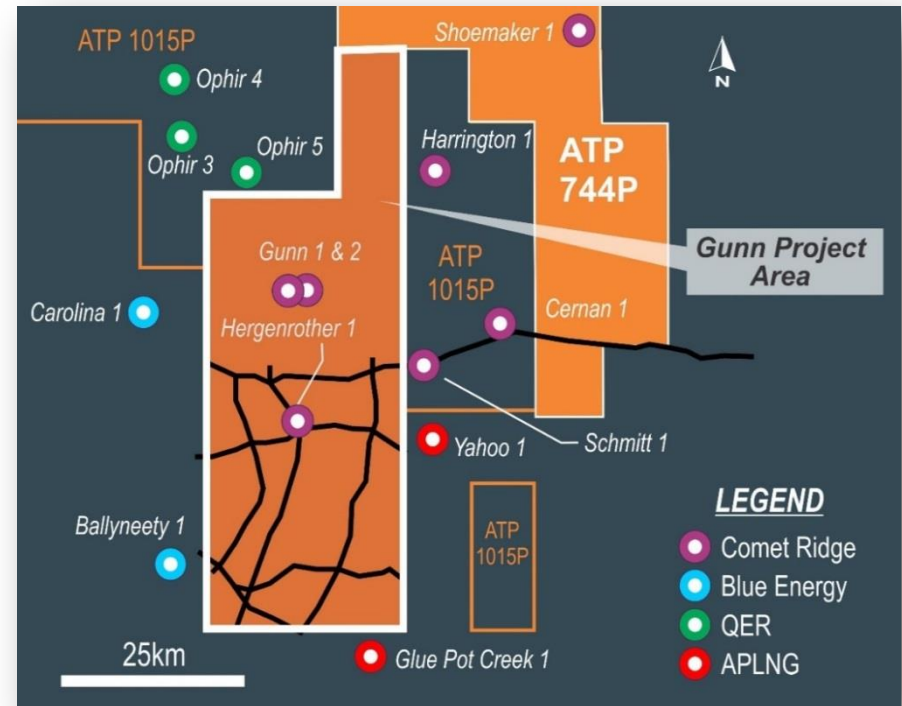 Shoemaker 1
ATP 1015P
Ophir 4
N
Ophir 3
Ophir 5
Harrington 1
ATP
744P
Gunn Project
Area
Gunn 1 & 2
ATP
1015P
Carolina 1
Hergenrother 1
Cernan 1
Yahoo 1
Schmitt 1
Ballyneety 1
ATP
1015P
LEGEND
Comet Ridge
Blue Energy
QER
APLNG
25km
Glue Pot Creek 1